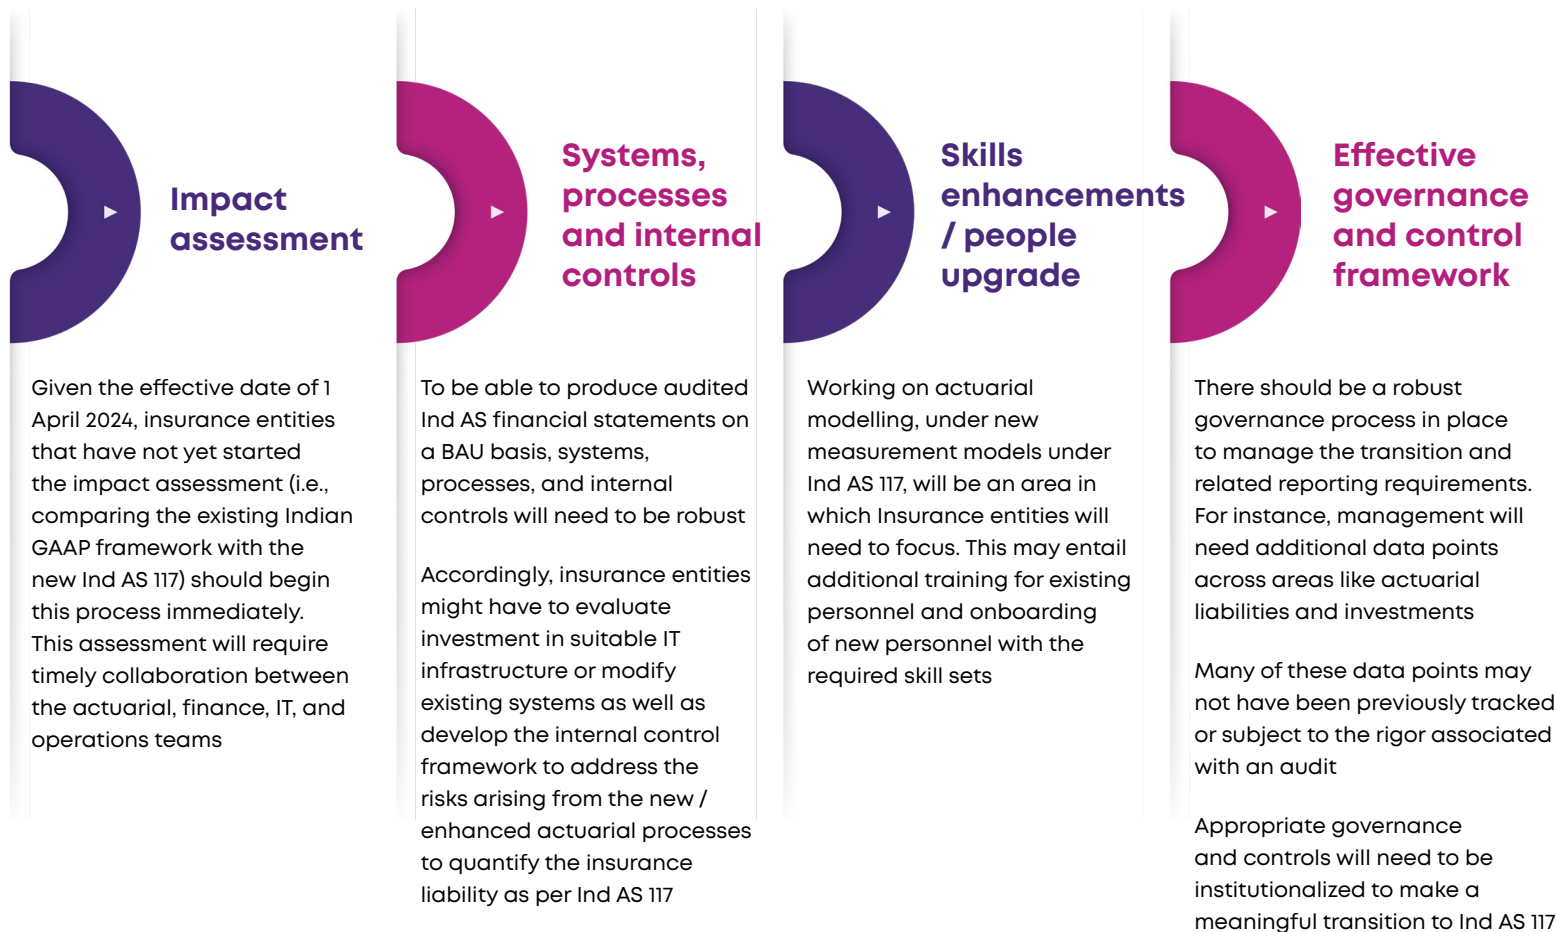 Impact
assessment
Given the effective date of 1
April 2024, insurance entities
that have not yet started
the impact assessment (i.e.,
comparing the existing Indian
GAAP framework with the
new Ind AS 117) should begin
this process immediately.
This assessment will require
timely collaboration between
the actuarial, finance, IT, and
operations teams
Systems,
processes
and internal
controls
To be able to produce audited
Ind AS financial statements on
a BAU basis, systems,
processes, and internal
controls will need to be robust
Accordingly, insurance entities
might have to evaluate
investment in suitable IT
infrastructure or modify
existing systems as well as
develop the internal control
framework to address the
risks arising from the new /
enhanced actuarial processes
to quantify the insurance
liability as per Ind AS 117
Skills
enhancements
/ people
upgrade
Working on actuarial
modelling, under new
measurement models under
Ind AS 117, will be an area in
which Insurance entities will
need to focus. This may entail
additional training for existing
personnel and onboarding
of new personnel with the
required skill sets
Effective
governance
and control
framework
There should be a robust
governance process in place
to manage the transition and
related reporting requirements.
For instance, management will
need additional data points
across areas like actuarial
liabilities and investments
Many of these data points may
not have been previously tracked
or subject to the rigor associated
with an audit
Appropriate governance
and controls will need to be
institutionalized to make a
meaningful transition to Ind AS 117